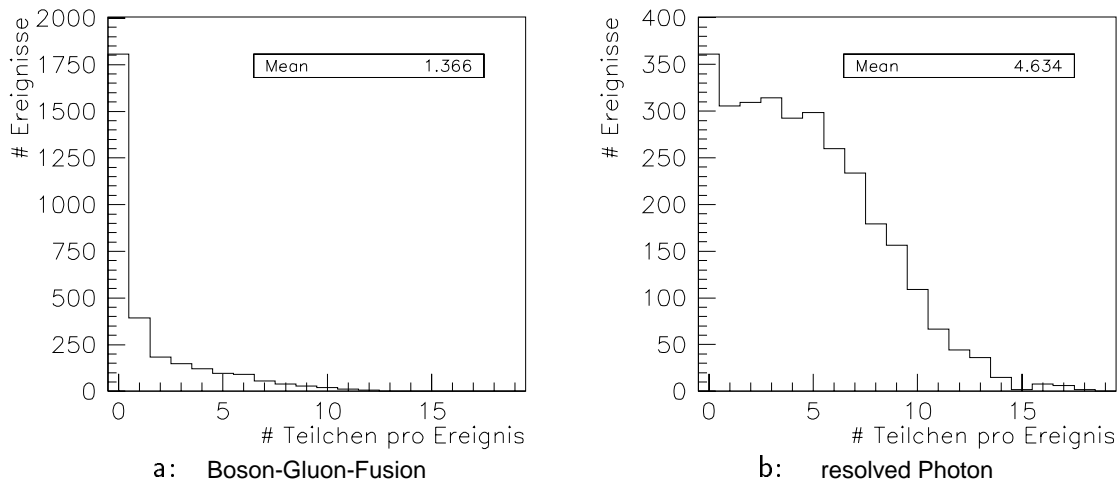 # Ereignisse
2000
1750
1500
1250
1000
750
500
250
0
Mean 1.366
0 5 10 15
# Teilchen pro Ereignis
a: Boson-Gluon-Fusion
# Ereignisse
400
350
300
250
200
150
100
50
0
Mean 4.634
0 5 10 15
# Teilchen pro Ereignis
b: resolved Photon